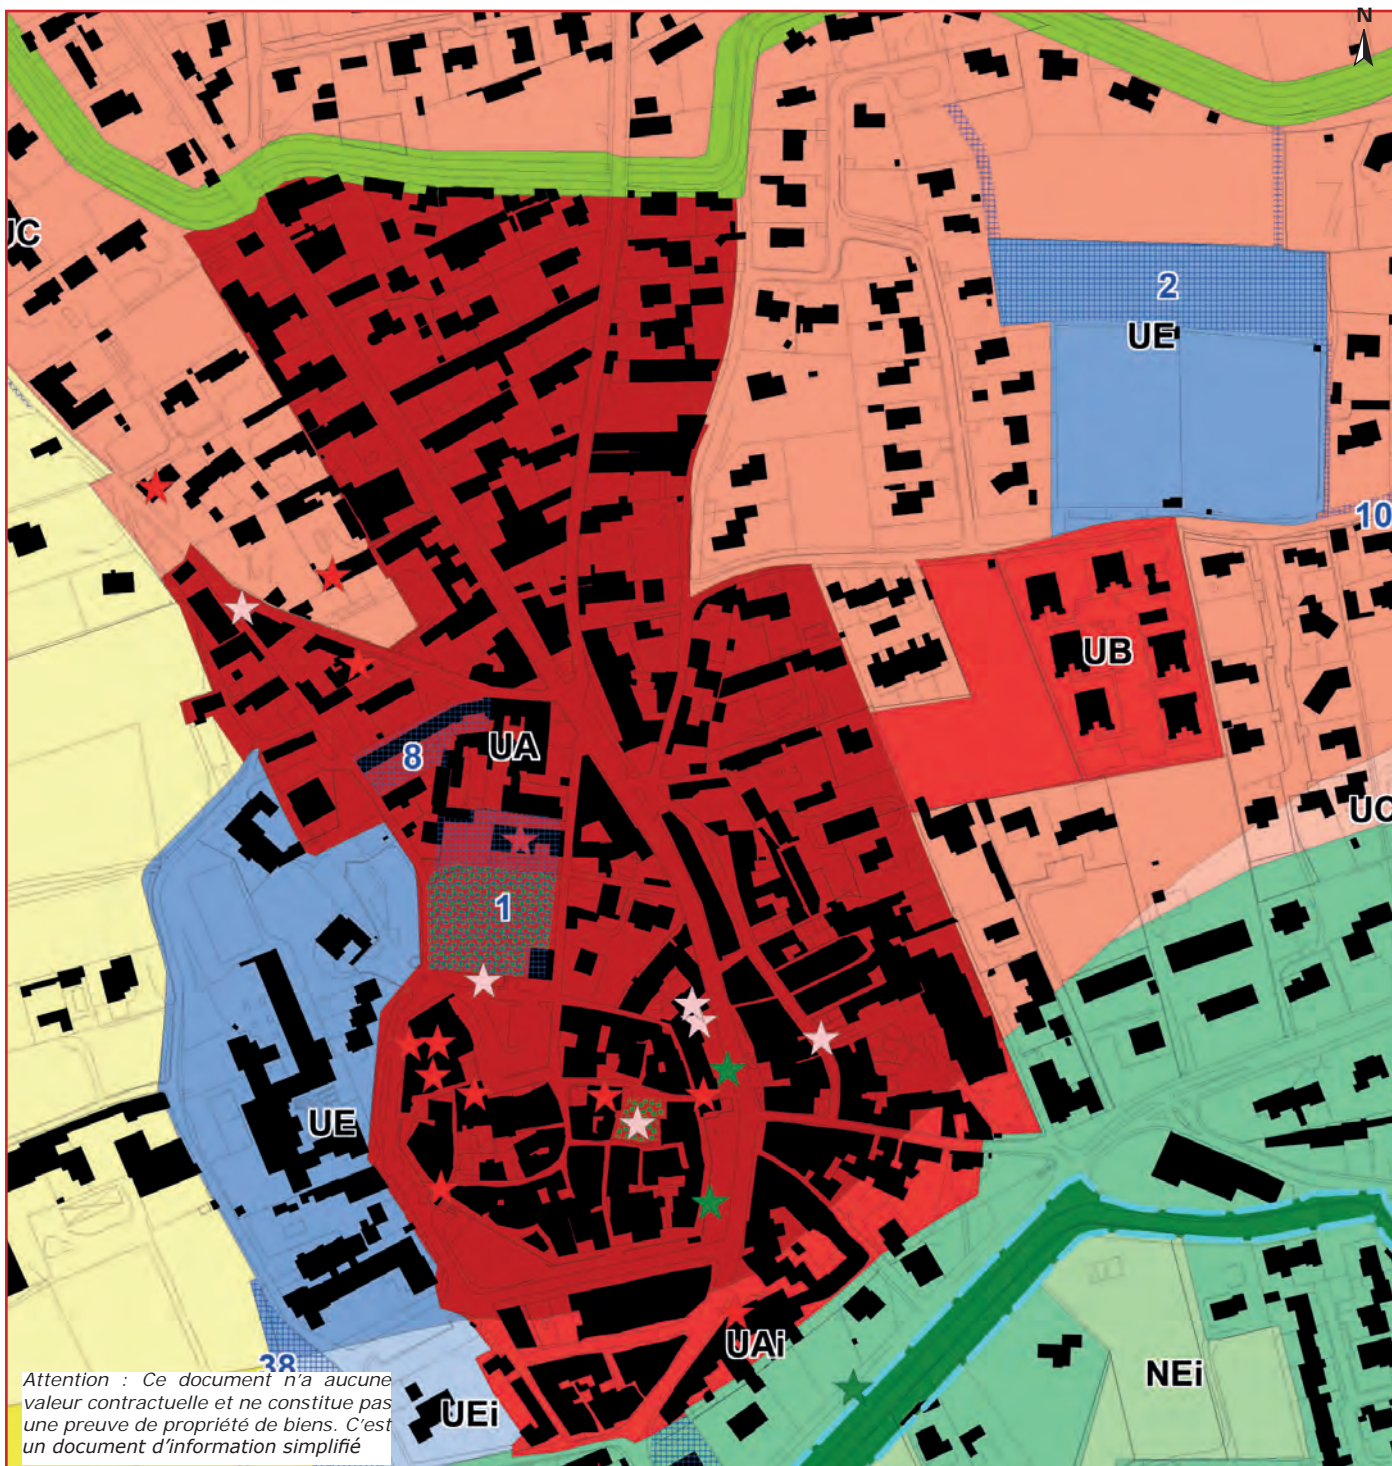 N
UC
2
UE
10
UB
8
UA
UC
1
UE
UAi
NEi
38
UEi
Attention : Ce document n'a aucune
valeur contractuelle et ne constitue pas
une preuve de propriété de biens. C'est
un document d'information simplifié